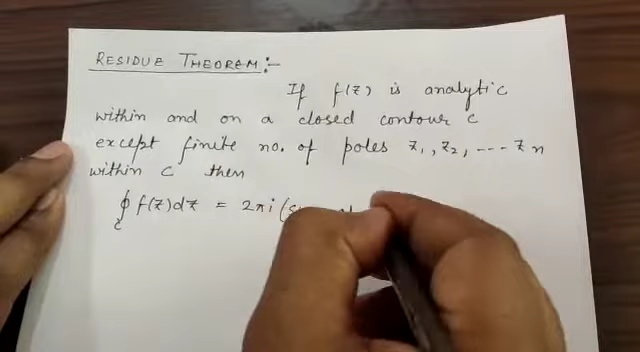 RESIDUE THEOREM :-
If f(z) is analytic
within and on a closed contour C
except finite no. of poles z1, z2, --- zn
within C then
∮C f(z)dz = 2πi (